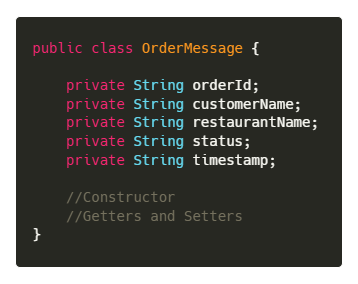 public class OrderMessage {
    private String orderId;
    private String customerName;
    private String restaurantName;
    private String status;
    private String timestamp;
    //Constructor
    //Getters and Setters
}